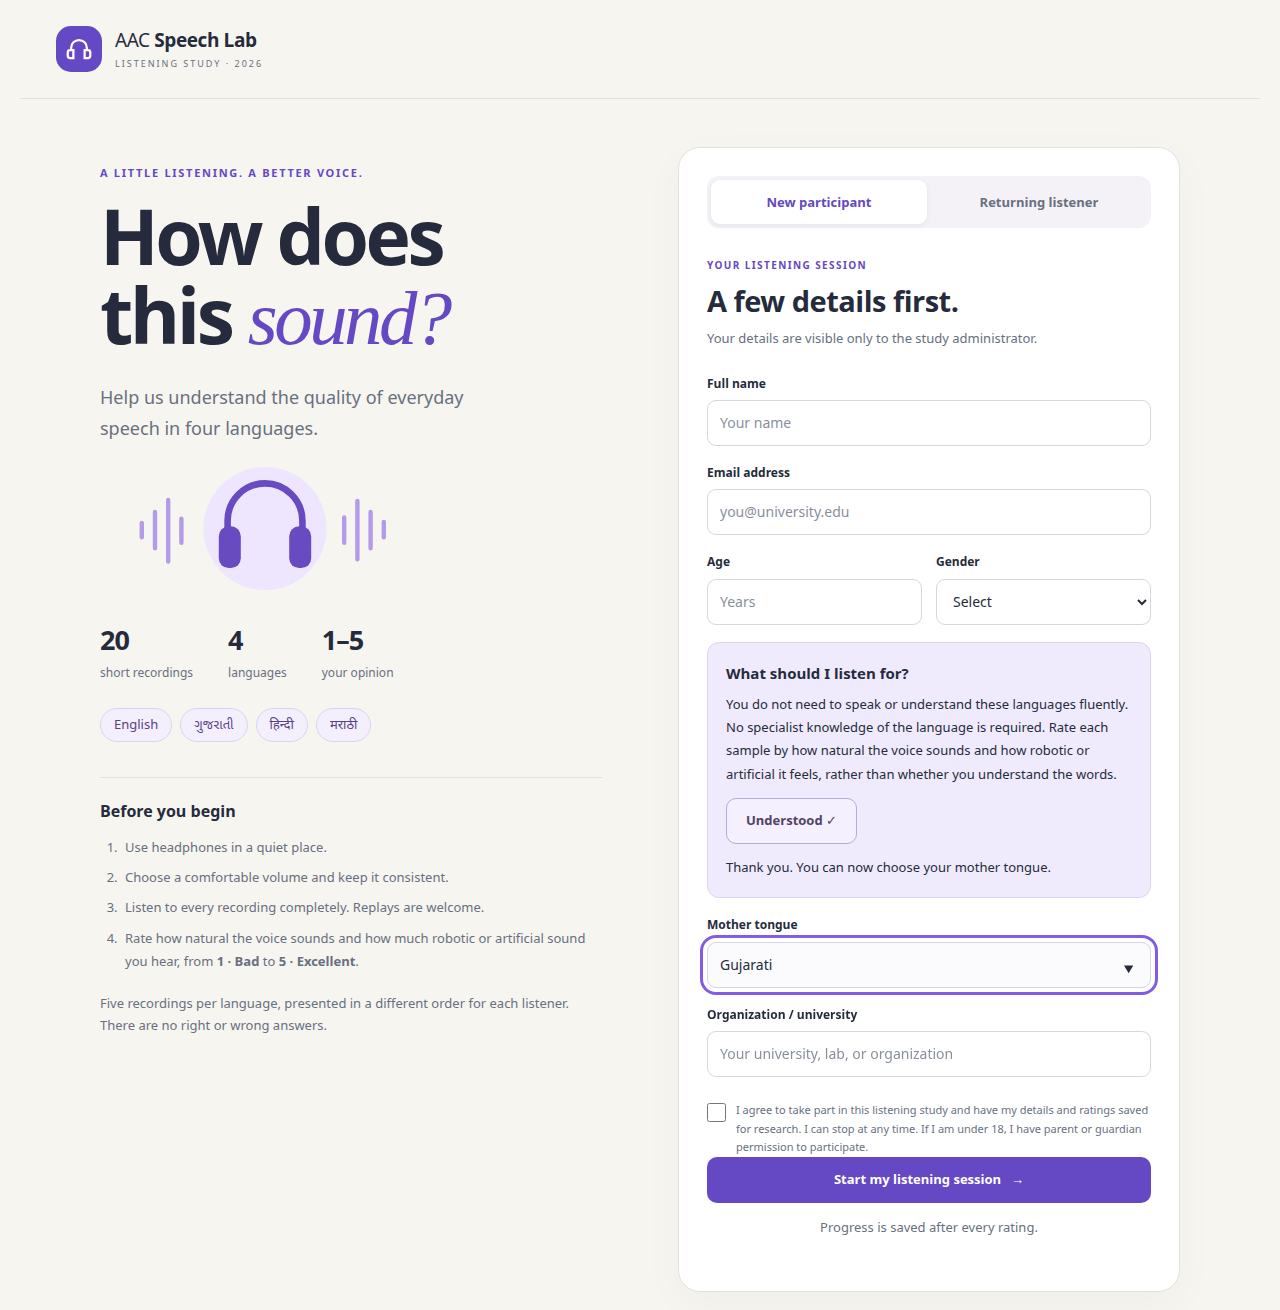 AAC Speech Lab
LISTENING STUDY · 2026
A LITTLE LISTENING. A BETTER VOICE.
How does
this sound?
Help us understand the quality of everyday
speech in four languages.
20
short recordings
4
languages
1–5
your opinion
English
ગુજરાતી
हिन्दी
मराठी
Before you begin
1. Use headphones in a quiet place.
2. Choose a comfortable volume and keep it consistent.
3. Listen to every recording completely. Replays are welcome.
4. Rate how natural the voice sounds and how much robotic or artificial sound
you hear, from 1 · Bad to 5 · Excellent.
Five recordings per language, presented in a different order for each listener.
There are no right or wrong answers.
New participant
Returning listener
YOUR LISTENING SESSION
A few details first.
Your details are visible only to the study administrator.
Full name
Your name
Email address
you@university.edu
Age
Gender
Years
Select
What should I listen for?
You do not need to speak or understand these languages fluently.
No specialist knowledge of the language is required. Rate each
sample by how natural the voice sounds and how robotic or
artificial it feels, rather than whether you understand the words.
Understood ✓
Thank you. You can now choose your mother tongue.
Mother tongue
Gujarati
Organization / university
Your university, lab, or organization
I agree to take part in this listening study and have my details and ratings saved
for research. I can stop at any time. If I am under 18, I have parent or guardian
permission to participate.
Start my listening session →
Progress is saved after every rating.